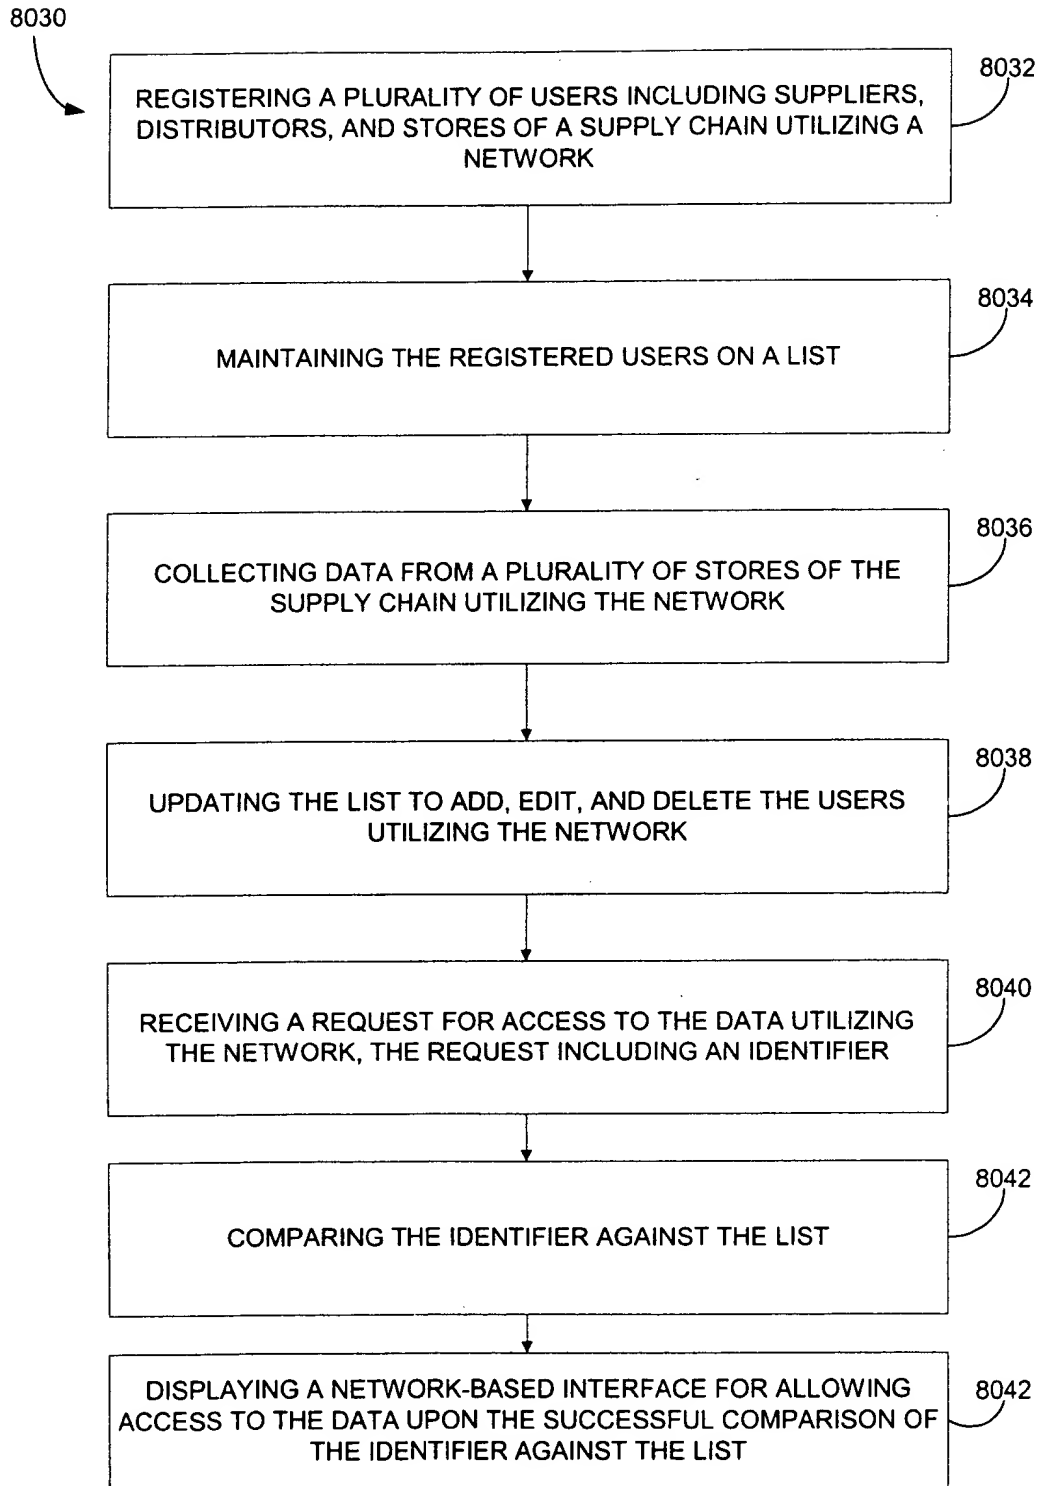 8030
8032
REGISTERING A PLURALITY OF USERS INCLUDING SUPPLIERS,
DISTRIBUTORS, AND STORES OF A SUPPLY CHAIN UTILIZING A
NETWORK
8034
MAINTAINING THE REGISTERED USERS ON A LIST
8036
COLLECTING DATA FROM A PLURALITY OF STORES OF THE
SUPPLY CHAIN UTILIZING THE NETWORK
8038
UPDATING THE LIST TO ADD, EDIT, AND DELETE THE USERS
UTILIZING THE NETWORK
8040
RECEIVING A REQUEST FOR ACCESS TO THE DATA UTILIZING
THE NETWORK, THE REQUEST INCLUDING AN IDENTIFIER
8042
COMPARING THE IDENTIFIER AGAINST THE LIST
8042
DISPLAYING A NETWORK-BASED INTERFACE FOR ALLOWING
ACCESS TO THE DATA UPON THE SUCCESSFUL COMPARISON OF
THE IDENTIFIER AGAINST THE LIST